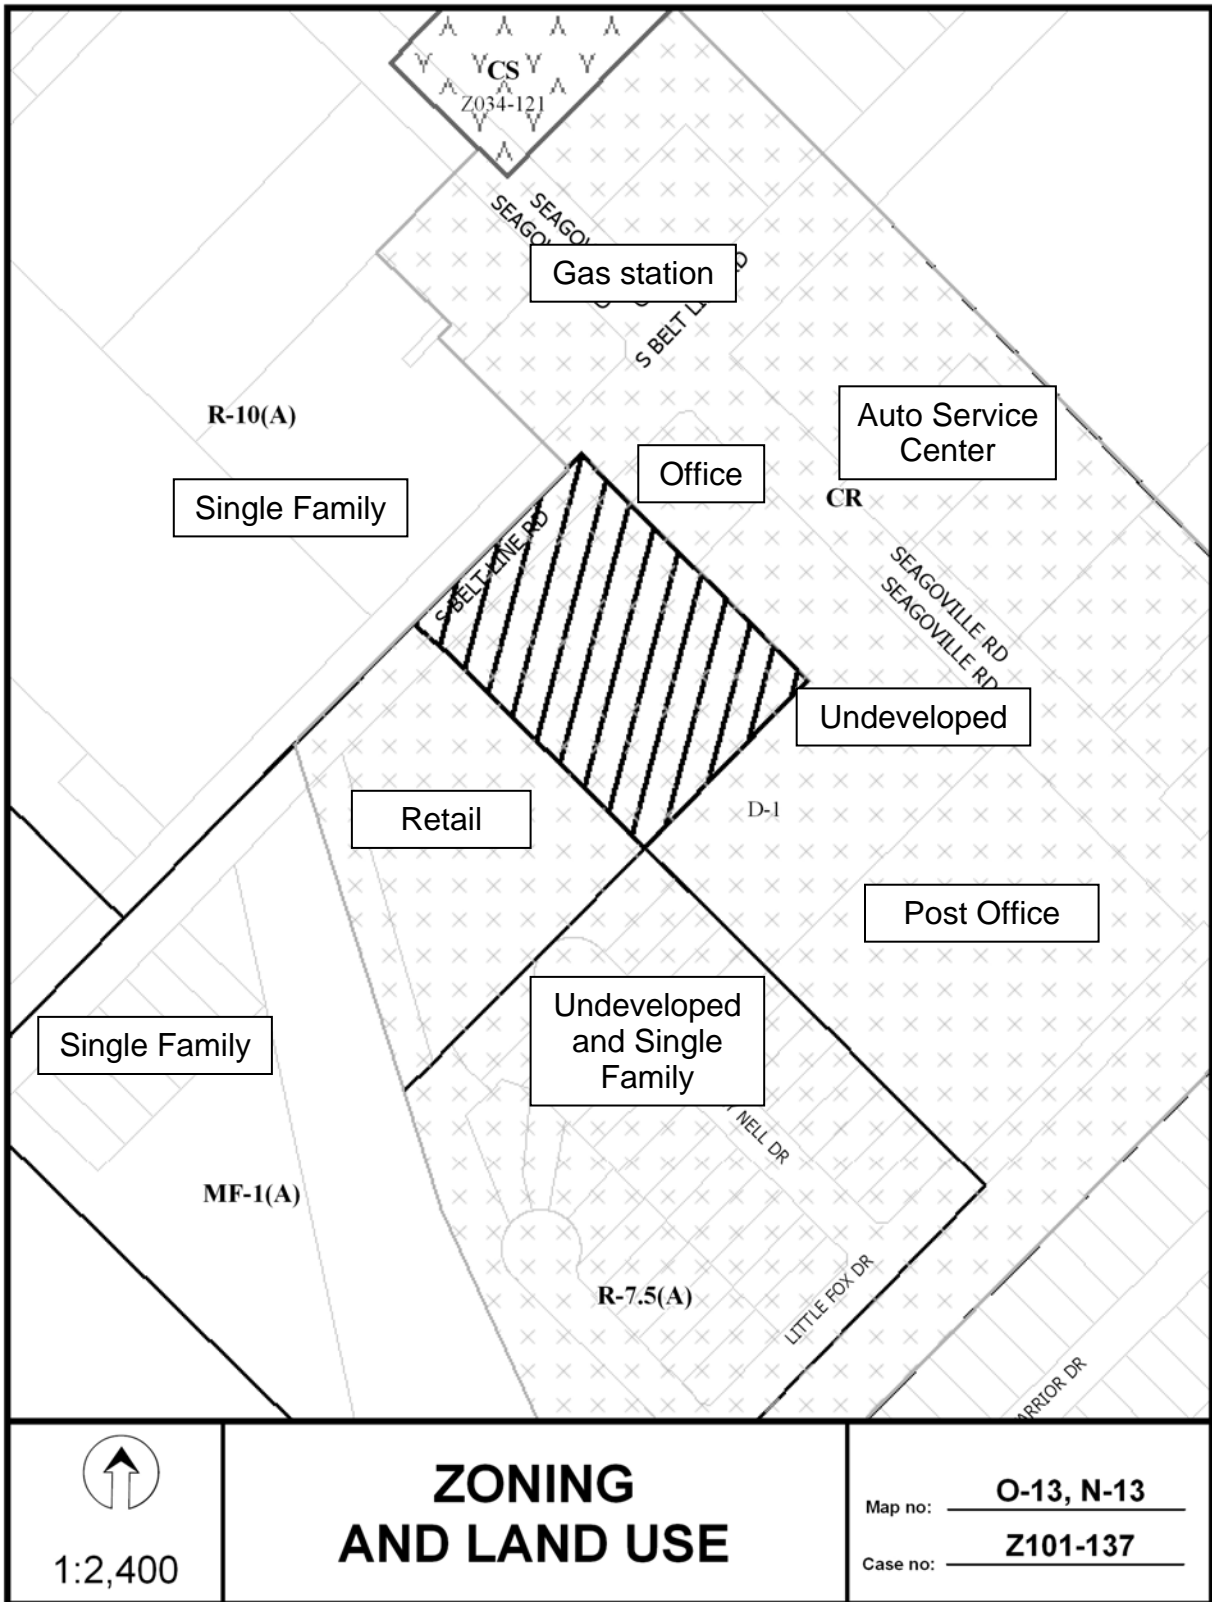 CS
Z034-121
SEAGOV
SEAGO
Gas station
S BELT L
RD
R-10(A)
Auto Service
Center
Office
Single Family
CR
S BELT LINE RD
SEAGOVILLE RD
SEAGOVILLE RD
Undeveloped
D-1
Retail
Post Office
Undeveloped
and Single
Family
Single Family
NELL DR
MF-1(A)
R-7.5(A)
LITTLE FOX DR
ARRIOR DR
1:2,400
ZONING
AND LAND USE
Map no: O-13, N-13
Case no: Z101-137